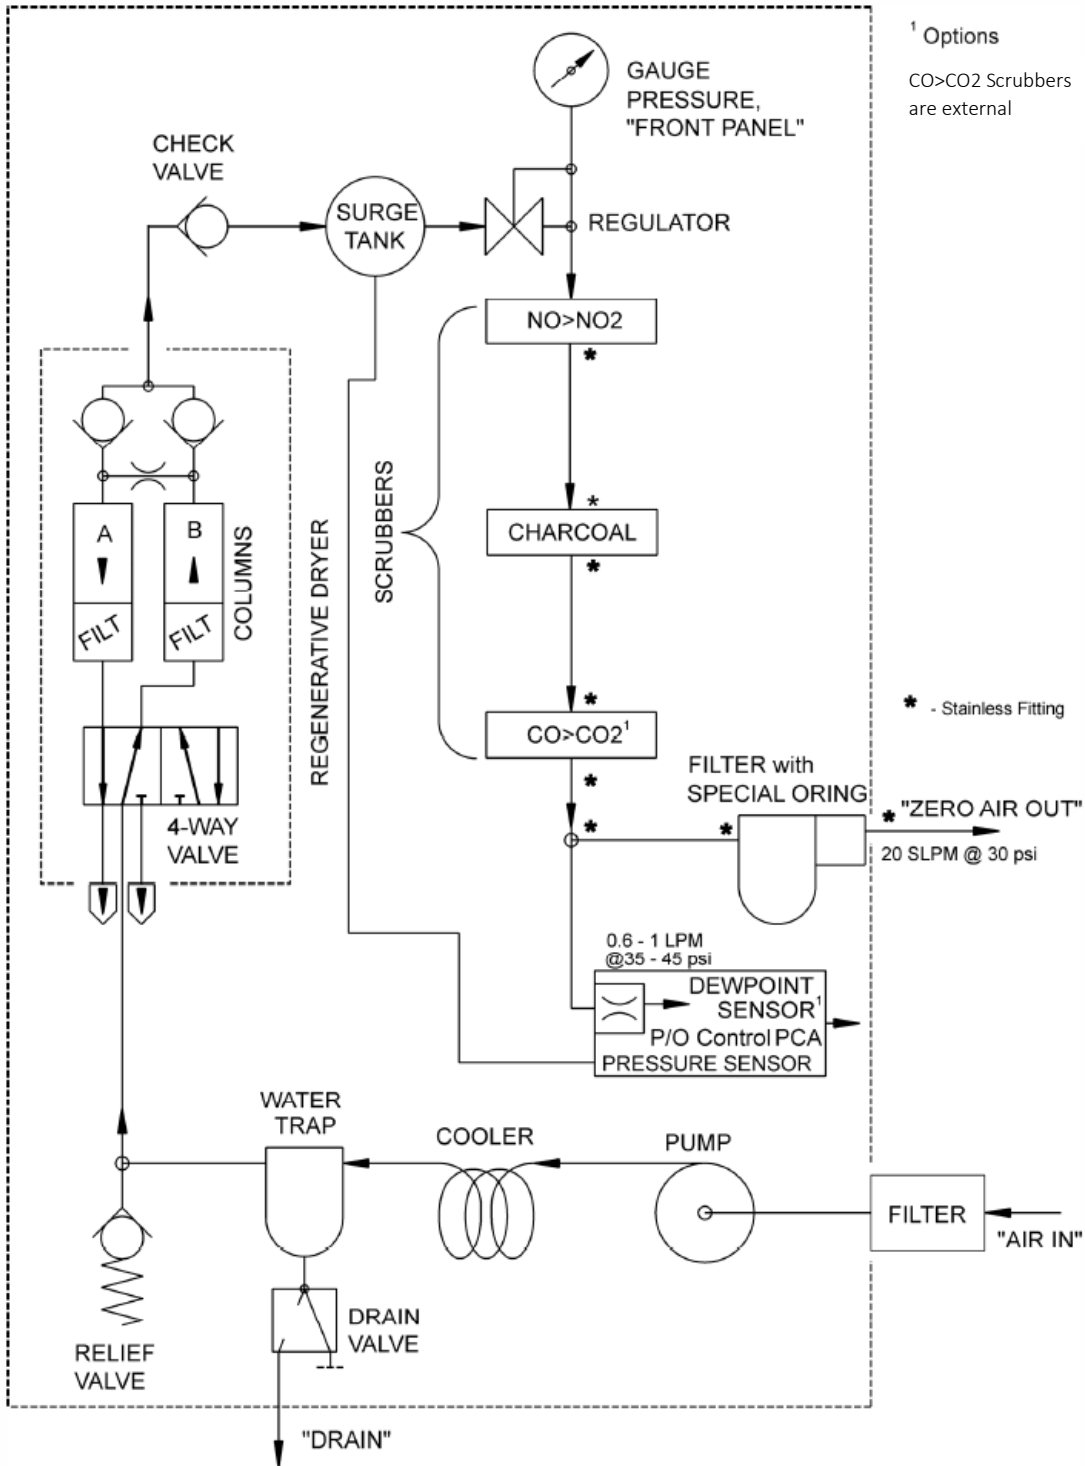 1 Options
CO>CO2 Scrubbers
are external
GAUGE
PRESSURE,
"FRONT PANEL"
CHECK
VALVE
SURGE
TANK
REGULATOR
NO>NO2
*
SCRUBBERS
REGENERATIVE DRYER
*
CHARCOAL
*
A
B
COLUMNS
FILT
FILT
*
CO>CO2¹
*
* - Stainless Fitting
FILTER with
SPECIAL ORING
*
*
* "ZERO AIR OUT"
20 SLPM @ 30 psi
4-WAY
VALVE
0.6 - 1 LPM
@35 - 45 psi
DEWPOINT
SENSOR¹
P/O Control PCA
PRESSURE SENSOR
WATER
TRAP
COOLER
PUMP
FILTER
"AIR IN"
RELIEF
VALVE
DRAIN
VALVE
"DRAIN"